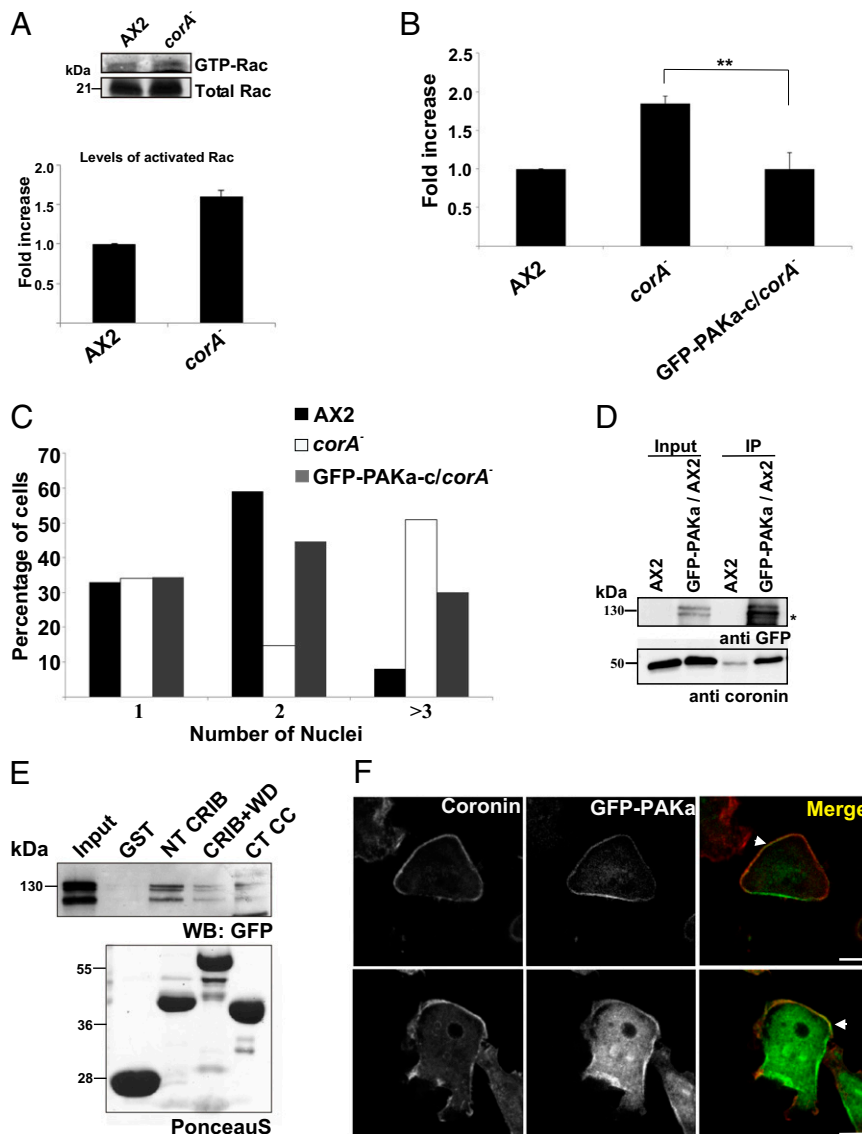 A
AX2
corA-
kDa
GTP-Rac
21
Total Rac
Levels of activated Rac
Fold increase
2.0
1.5
1.0
0.5
AX2
corA-
B
Fold increase
2.5
2.0
1.5
1.0
0.5
**
AX2
corA-
GFP-PAKa-c/corA-
C
AX2
corA-
GFP-PAKa-c/corA-
Percentage of cells
70
60
50
40
30
20
10
0
1
2
>3
Number of Nuclei
D
Input
IP
AX2
GFP-PAKa / AX2
AX2
GFP-PAKa / Ax2
kDa
130
*
anti GFP
50
anti coronin
E
Input
GST
NT CRIB
CRIB+WD
CT CC
kDa
130
WB: GFP
55
36
28
PonceauS
F
Coronin
GFP-PAKa
Merge